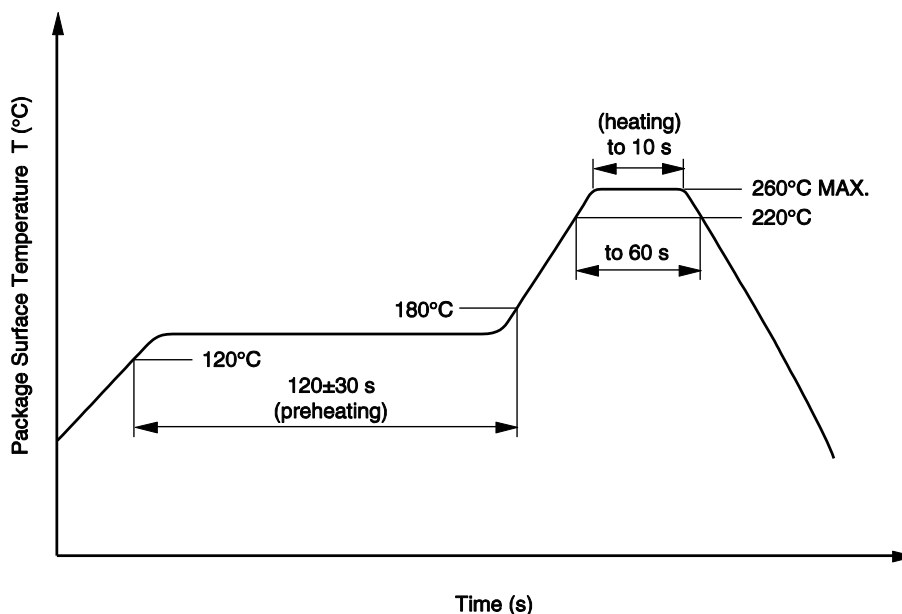 Package Surface Temperature T (°C)
(heating)
to 10 s
260°C MAX.
220°C
to 60 s
180°C
120°C
120±30 s
(preheating)
Time (s)